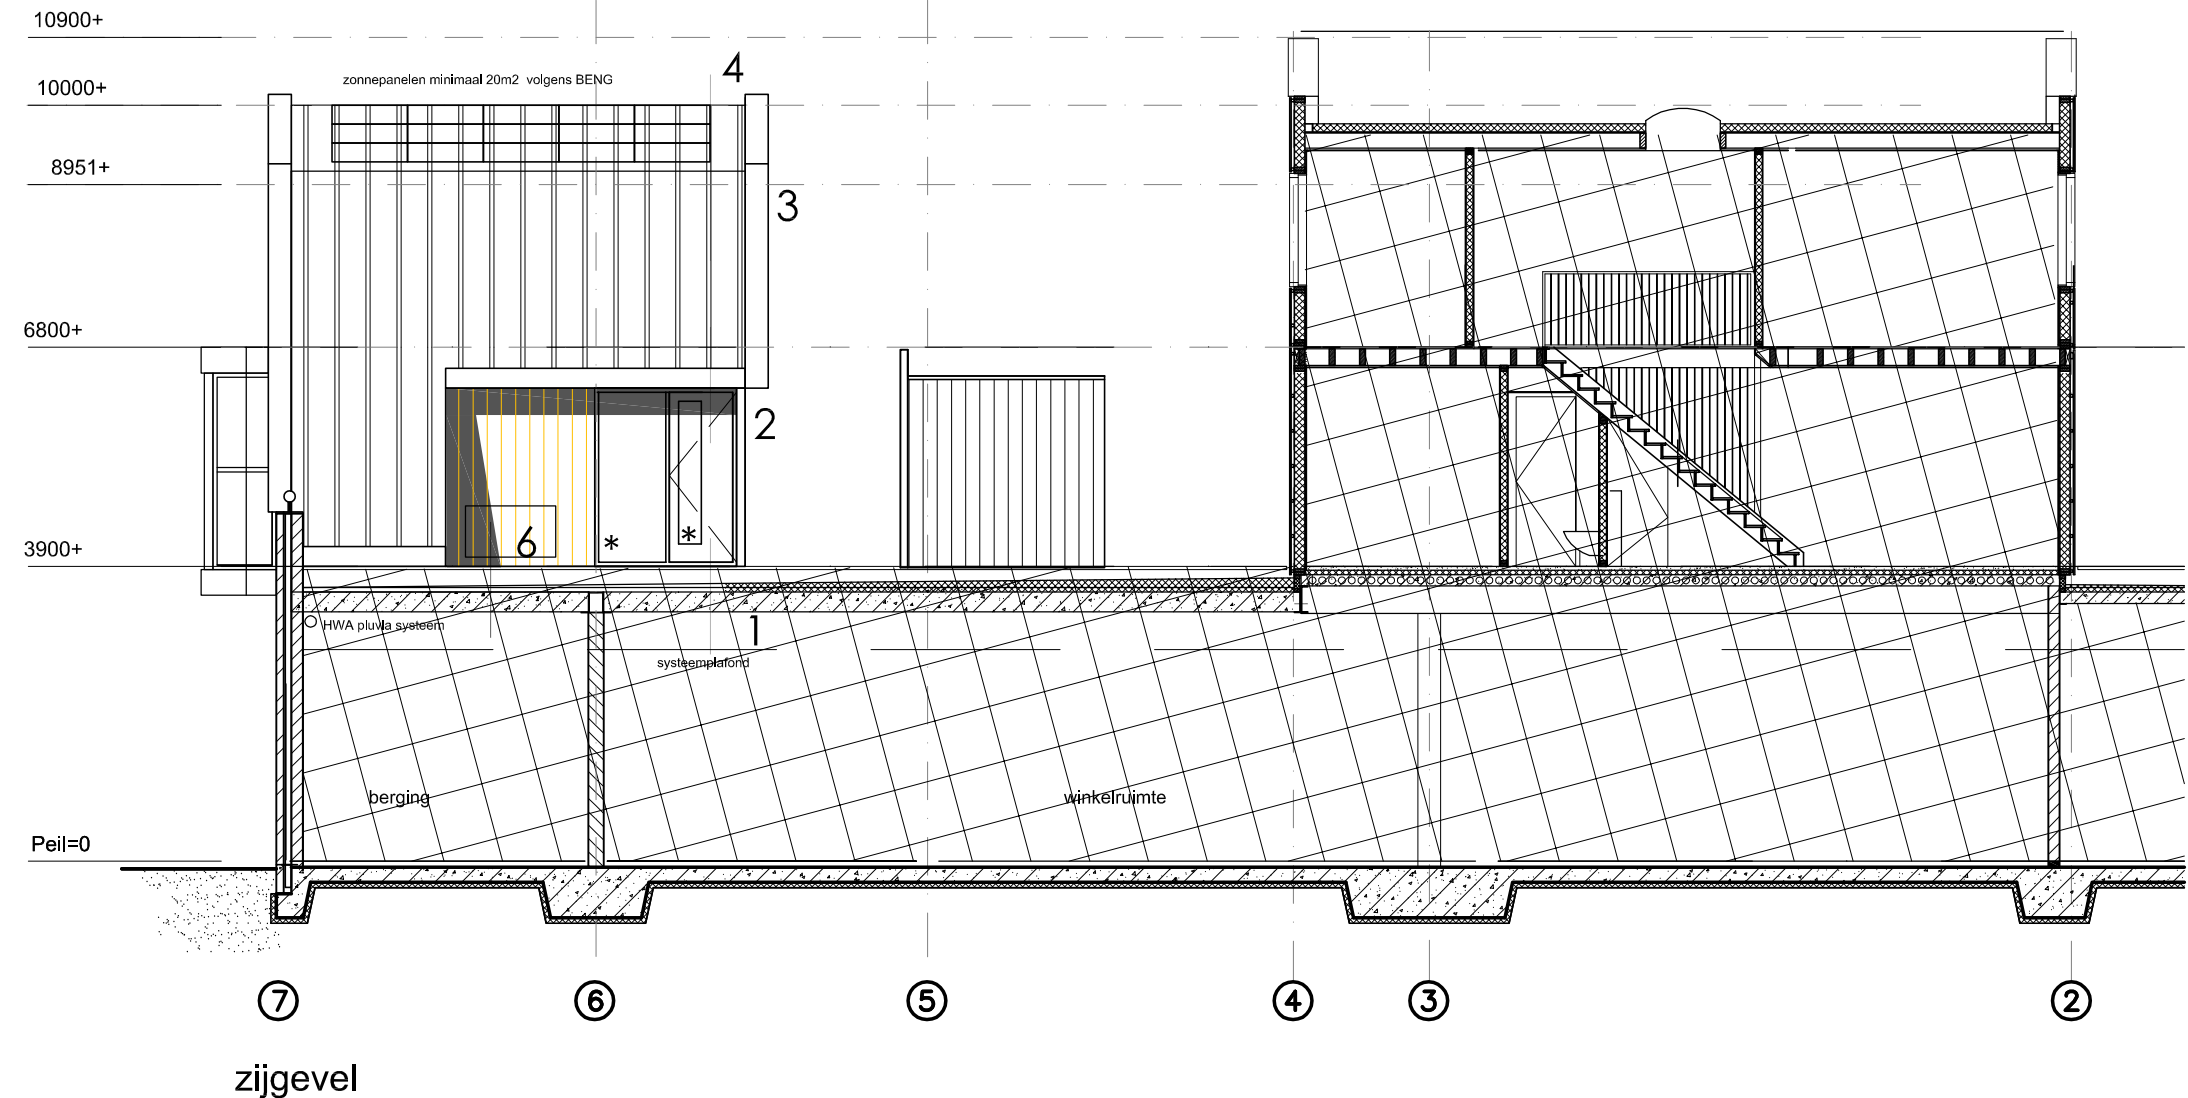 10900+
zonnepanelen minimaal 20m2 volgens BENG
4
10000+
8951+
3
6800+
2
6
*
*
3900+
HWA pluvia systeem
1
systeemplafond
berging
winkelruimte
Peil=0
7
6
5
4
3
2
zijgevel